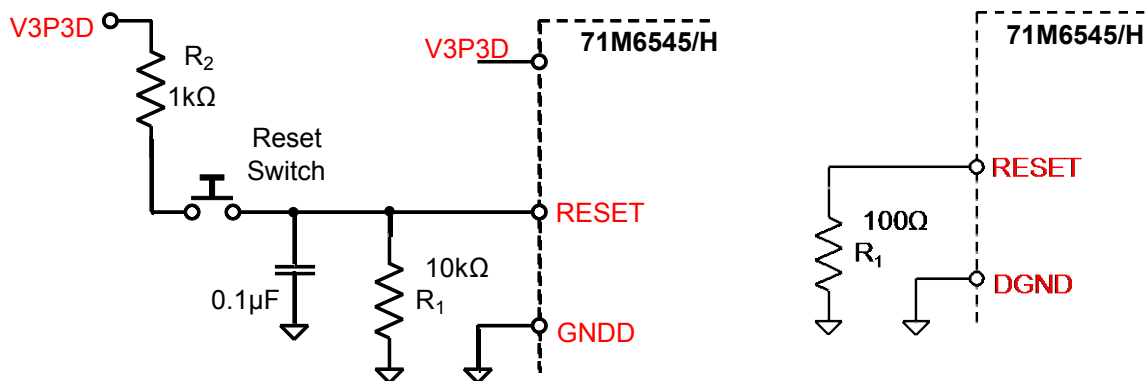 V3P3D
R2
1kΩ
Reset
Switch
0.1µF
10kΩ
R1
V3P3D
71M6545/H
RESET
GNDD
71M6545/H
RESET
100Ω
R1
DGND